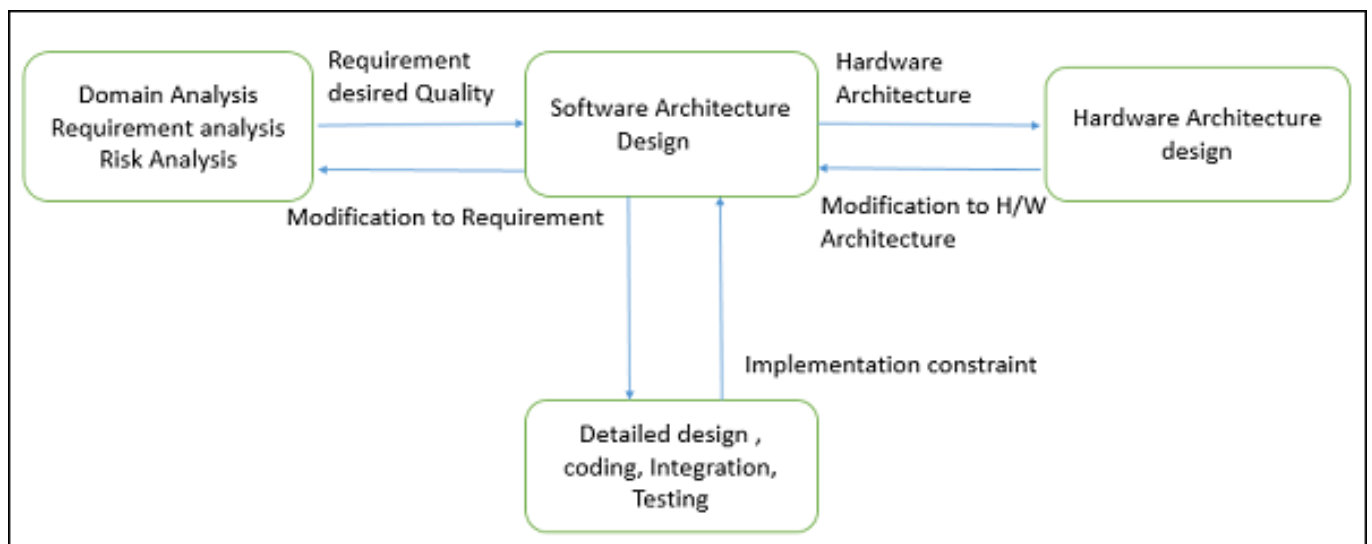 Domain Analysis
Requirement analysis
Risk Analysis
Requirement
desired Quality
Software Architecture
Design
Hardware
Architecture
Hardware Architecture
design
Modification to Requirement
Modification to H/W
Architecture
Implementation constraint
Detailed design ,
coding, Integration,
Testing